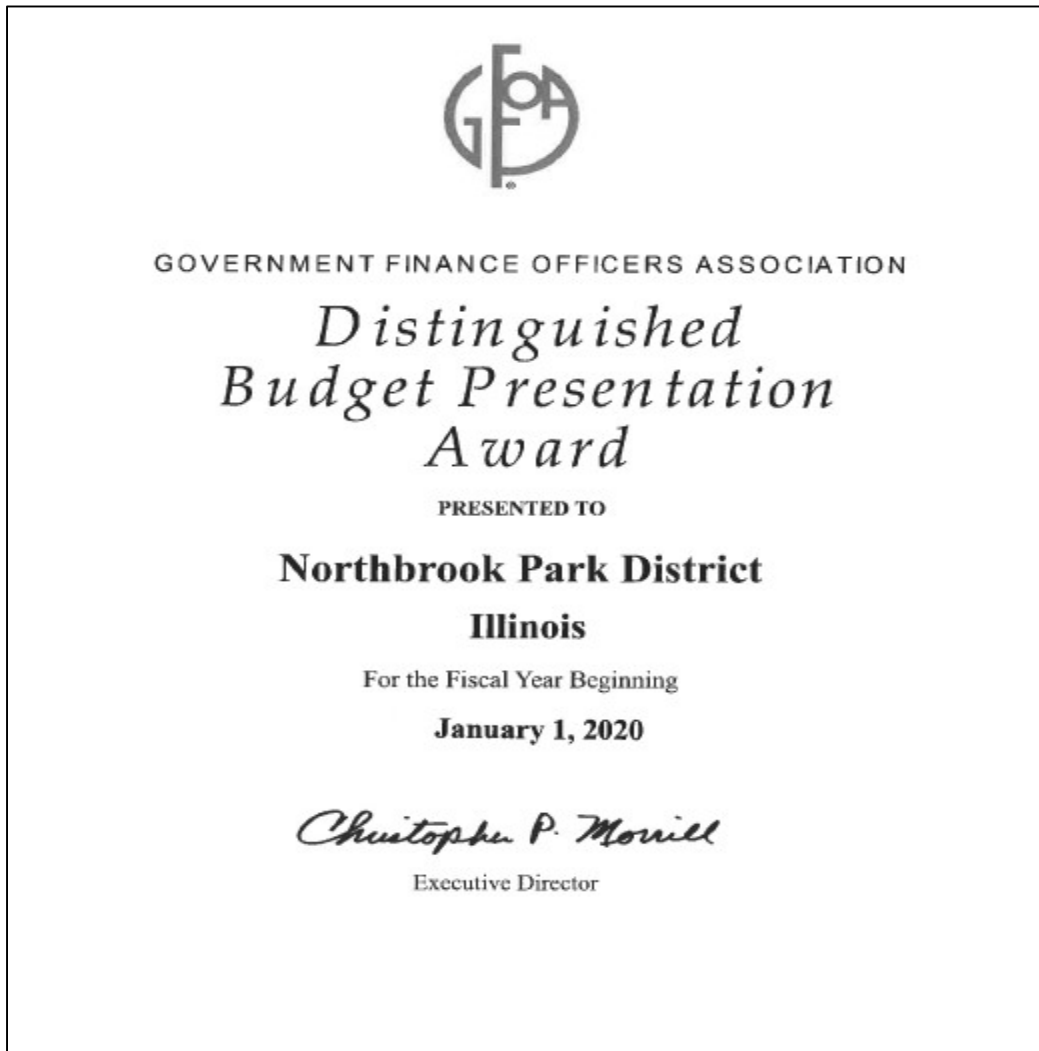 GFOA
®
GOVERNMENT FINANCE OFFICERS ASSOCIATION
Distinguished
Budget Presentation
Award
PRESENTED TO
Northbrook Park District
Illinois
For the Fiscal Year Beginning
January 1, 2020
Christopher P. Morrill
Executive Director